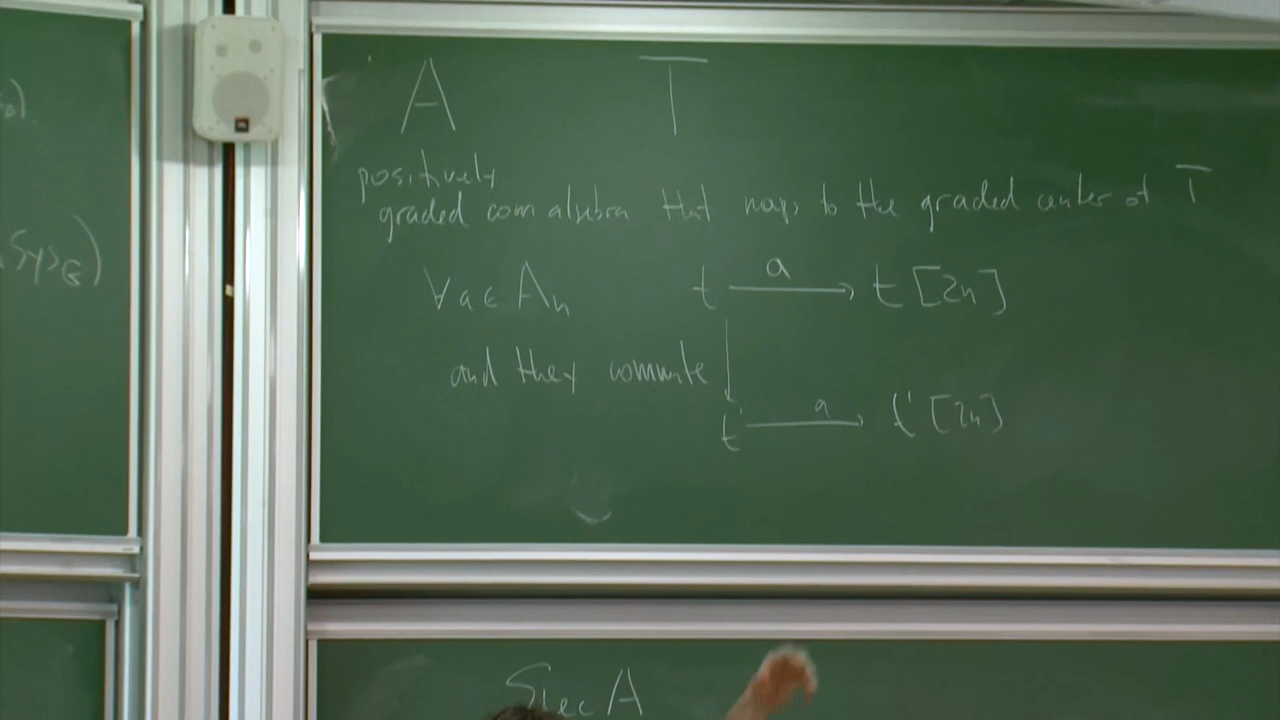 A T
positively
graded com algebra that maps to the graded center of T
∀a∈Aₙ t —a→ t[2n]
and they commute ↓
t' —a→ t'[2n]
Spec A